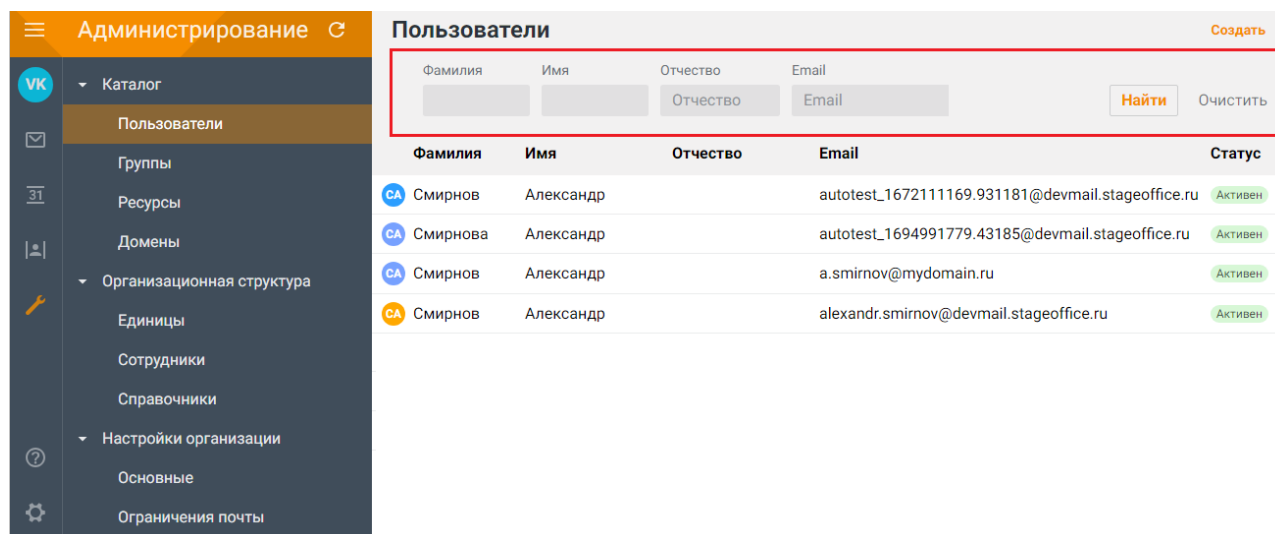 Администрирование
VK
31
Каталог
Пользователи
Группы
Ресурсы
Домены
Организационная структура
Единицы
Сотрудники
Справочники
Настройки организации
Основные
Ограничения почты
Пользователи Создать
Фамилия Имя Отчество Email
Отчество Email Найти Очистить
Фамилия Имя Отчество Email Статус
СА Смирнов Александр autotest_1672111169.931181@devmail.stageoffice.ru Активен
СА Смирнова Александр autotest_1694991779.43185@devmail.stageoffice.ru Активен
СА Смирнов Александр a.smirnov@mydomain.ru Активен
СА Смирнов Александр alexandr.smirnov@devmail.stageoffice.ru Активен